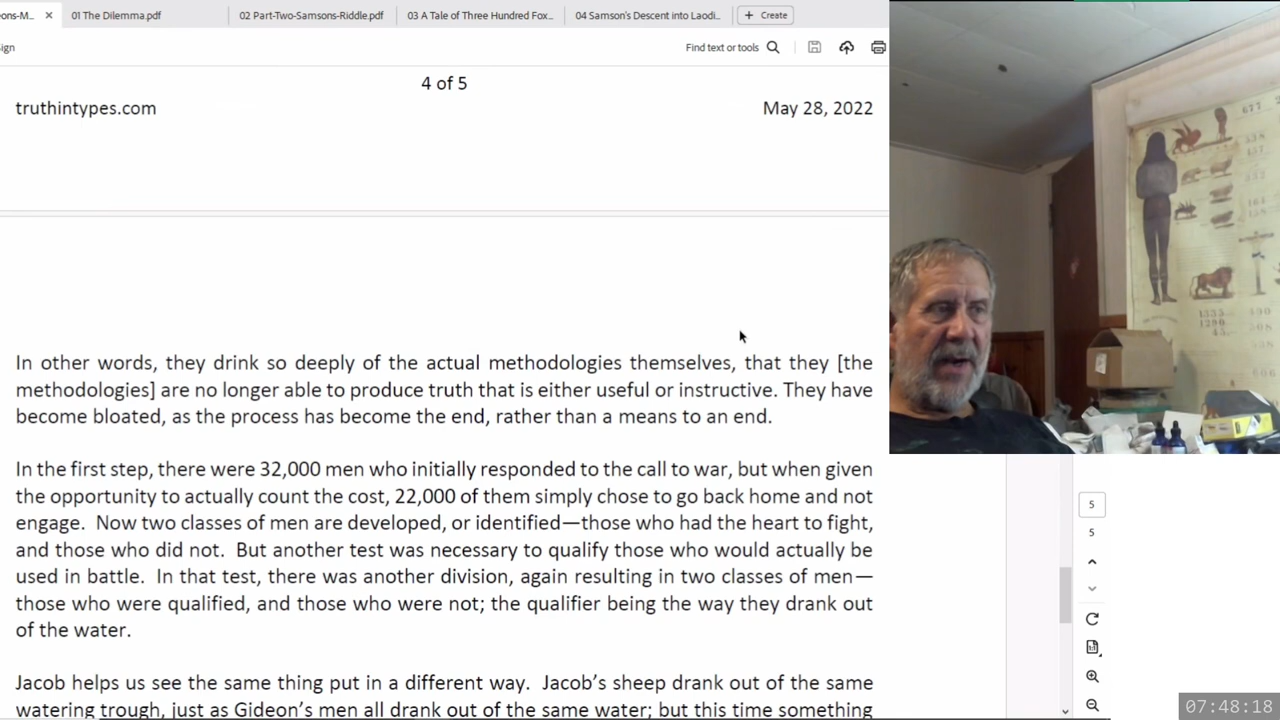 eons-M...
01 The Dilemma.pdf
02 Part-Two-Samsons-Riddle.pdf
03 A Tale of Three Hundred Fox...
04 Samson's Descent into Laodi...
+ Create
ign
Find text or tools
4 of 5
truthintypes.com
May 28, 2022
In other words, they drink so deeply of the actual methodologies themselves, that they [the
methodologies] are no longer able to produce truth that is either useful or instructive. They have
become bloated, as the process has become the end, rather than a means to an end.
In the first step, there were 32,000 men who initially responded to the call to war, but when given
the opportunity to actually count the cost, 22,000 of them simply chose to go back home and not
engage. Now two classes of men are developed, or identified—those who had the heart to fight,
and those who did not. But another test was necessary to qualify those who would actually be
used in battle. In that test, there was another division, again resulting in two classes of men—
those who were qualified, and those who were not; the qualifier being the way they drank out
of the water.
Jacob helps us see the same thing put in a different way. Jacob's sheep drank out of the same
watering trough, just as Gideon's men all drank out of the same water; but this time something
5
5
677
1335
1290
45
07:48:18